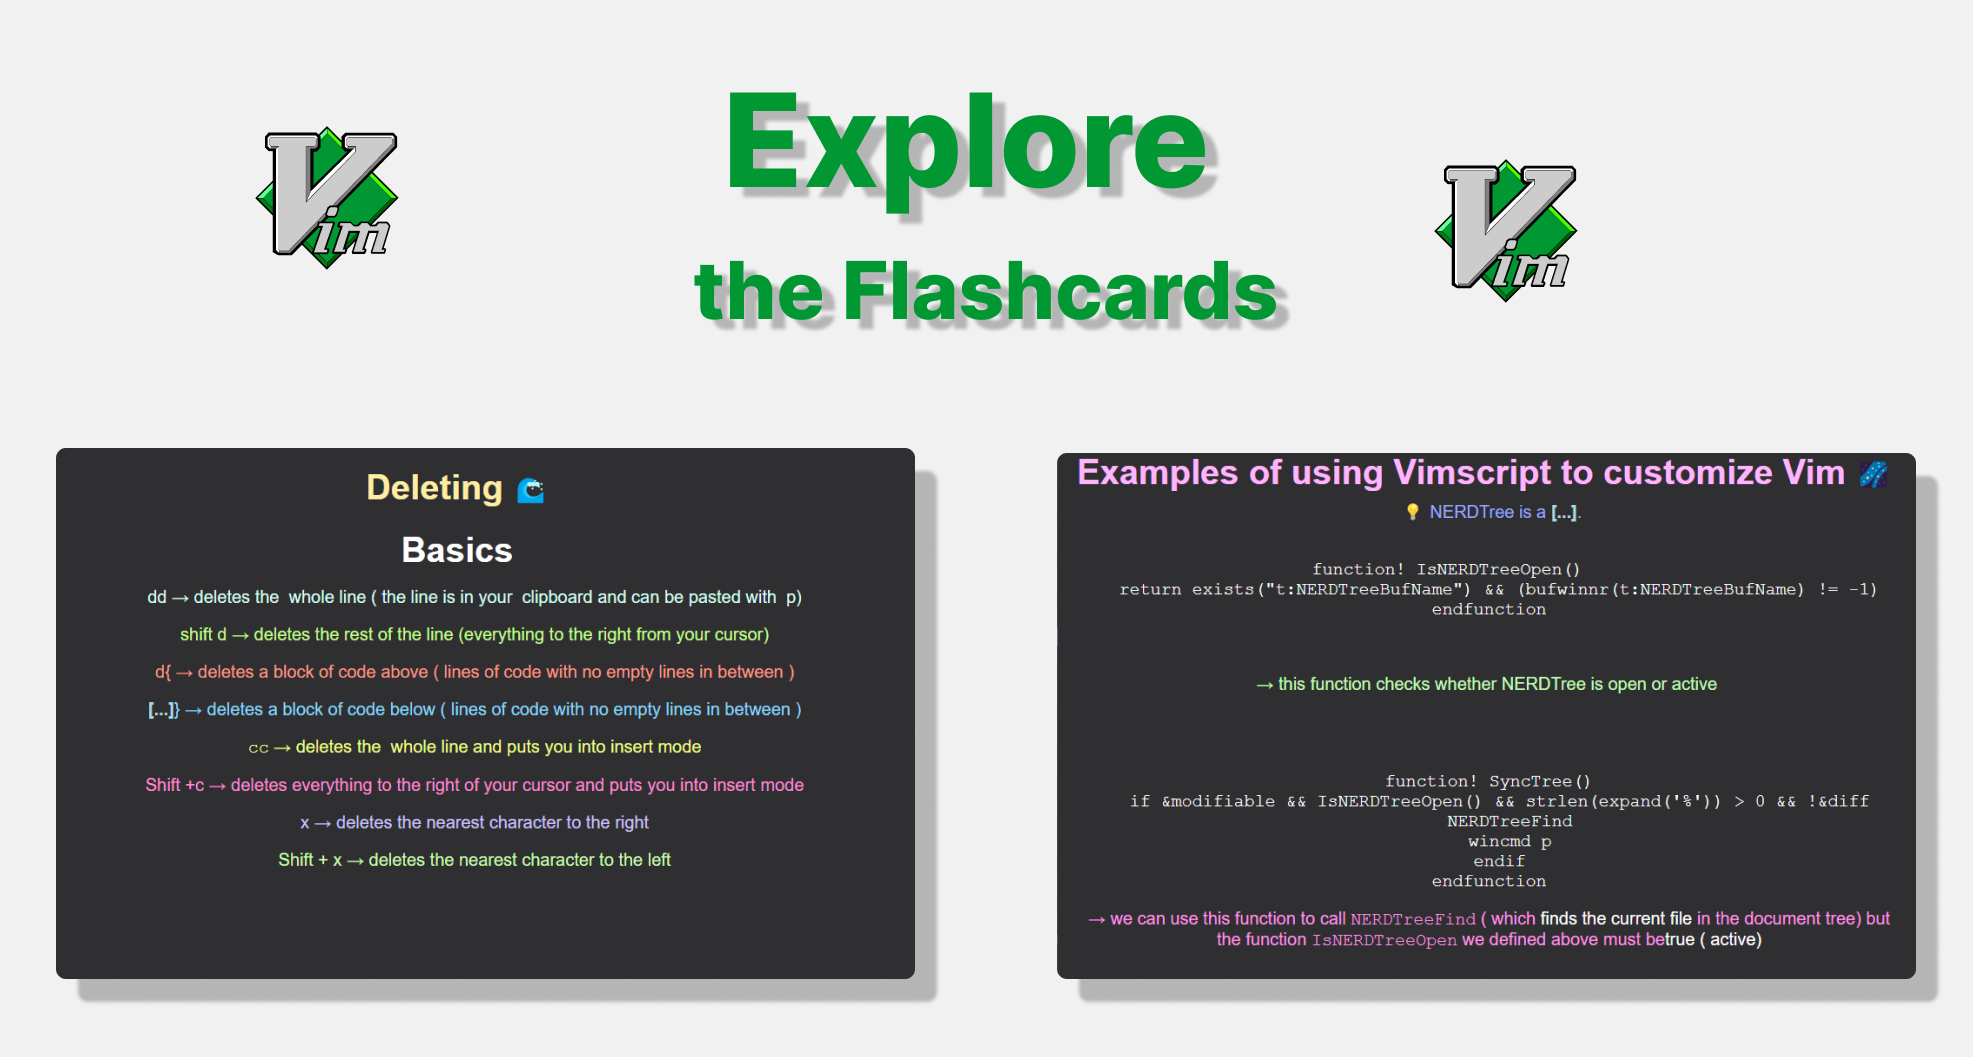 Vim
Explore
the Flashcards
Vim
Deleting
Basics
dd → deletes the whole line ( the line is in your clipboard and can be pasted with p)
shift d → deletes the rest of the line (everything to the right from your cursor)
d{ → deletes a block of code above ( lines of code with no empty lines in between )
[...]} → deletes a block of code below ( lines of code with no empty lines in between )
cc → deletes the whole line and puts you into insert mode
Shift +c → deletes everything to the right of your cursor and puts you into insert mode
x → deletes the nearest character to the right
Shift + x → deletes the nearest character to the left
Examples of using Vimscript to customize Vim
NERDTree is a [...].
function! IsNERDTreeOpen()
return exists("t:NERDTreeBufName") && (bufwinnr(t:NERDTreeBufName) != -1)
endfunction
→ this function checks whether NERDTree is open or active
function! SyncTree()
if &modifiable && IsNERDTreeOpen() && strlen(expand('%')) > 0 && !&diff
NERDTreeFind
wincmd p
endif
endfunction
→ we can use this function to call NERDTreeFind ( which finds the current file in the document tree) but
the function IsNERDTreeOpen we defined above must betrue ( active)